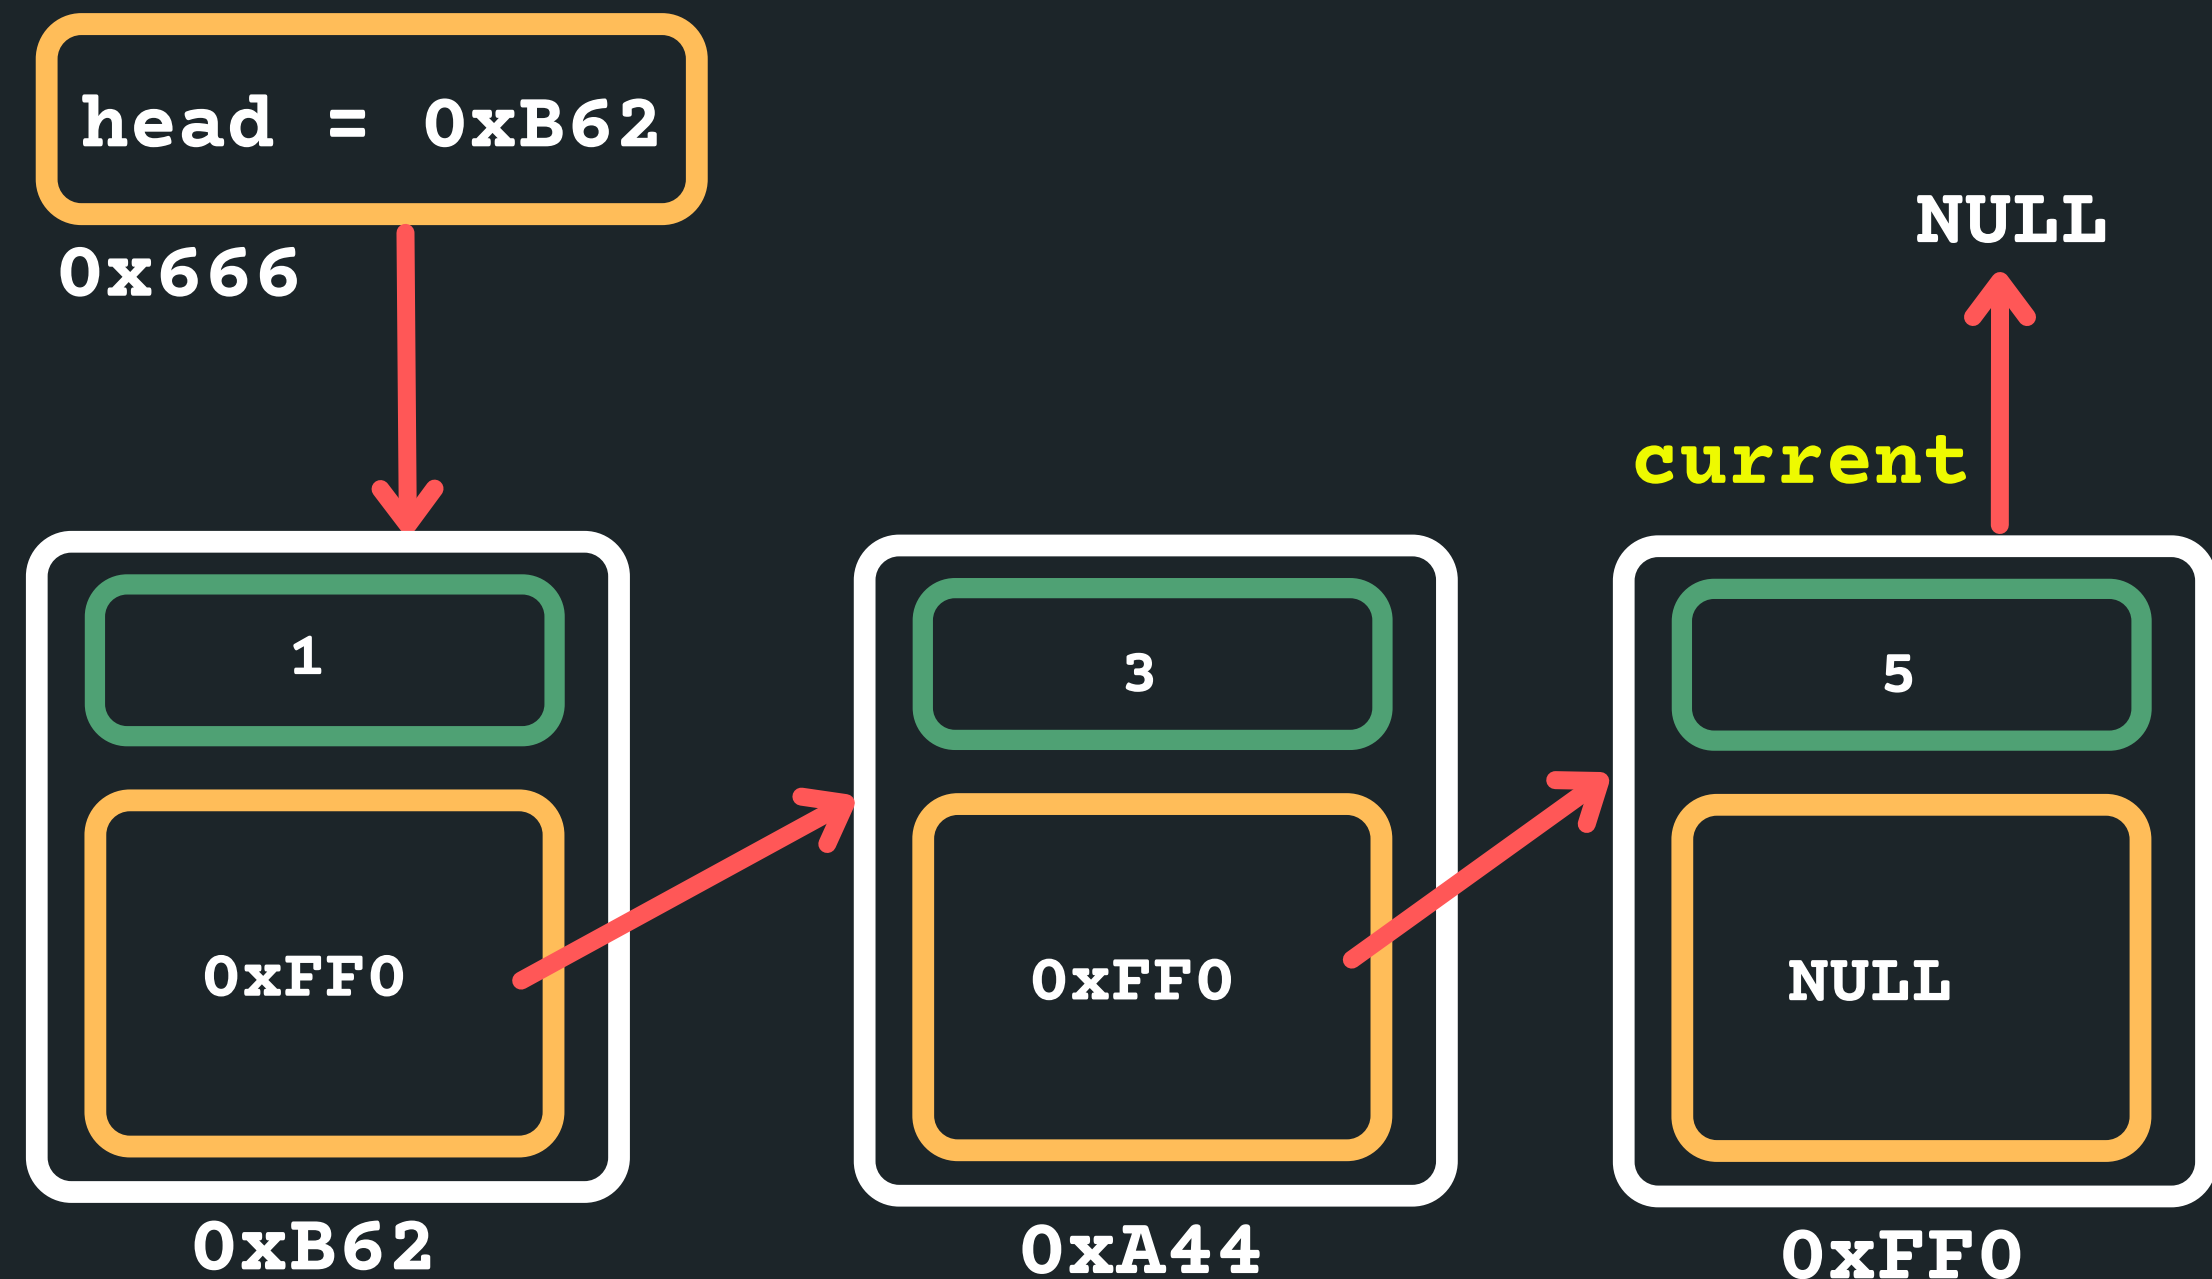 head = 0xB62
0x666
NULL
current
1
3
5
0xFF0
0xFF0
NULL
0xB62
0xA44
0xFF0